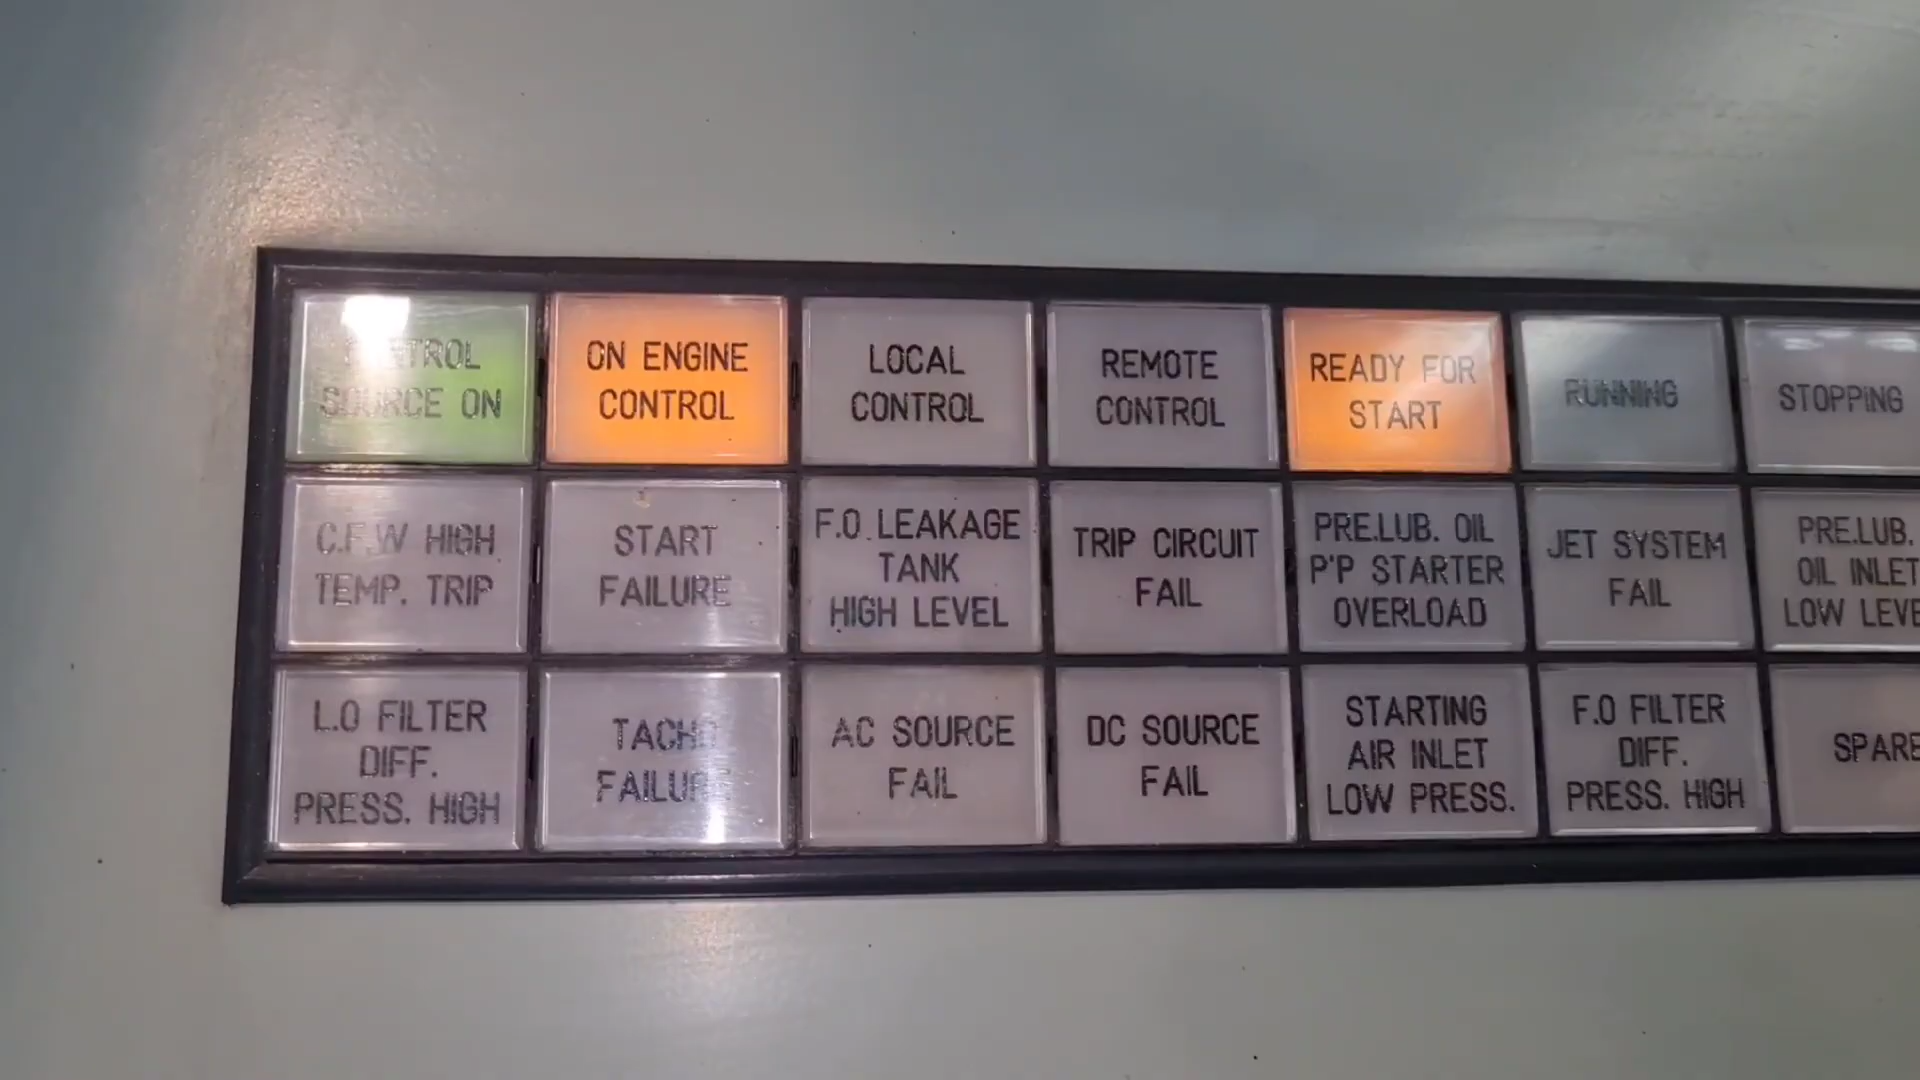 CONTROL
SOURCE ON
ON ENGINE
CONTROL
LOCAL
CONTROL
REMOTE
CONTROL
READY FOR
START
RUNNING
STOPPING
C.F.W HIGH
TEMP. TRIP
START
FAILURE
F.O. LEAKAGE
TANK
HIGH LEVEL
TRIP CIRCUIT
FAIL
PRE.LUB. OIL
P'P STARTER
OVERLOAD
JET SYSTEM
FAIL
PRE.LUB.
OIL INLET
LOW LEVE
L.O FILTER
DIFF.
PRESS. HIGH
TACHO
FAILURE
AC SOURCE
FAIL
DC SOURCE
FAIL
STARTING
AIR INLET
LOW PRESS.
F.O FILTER
DIFF.
PRESS. HIGH
SPARE